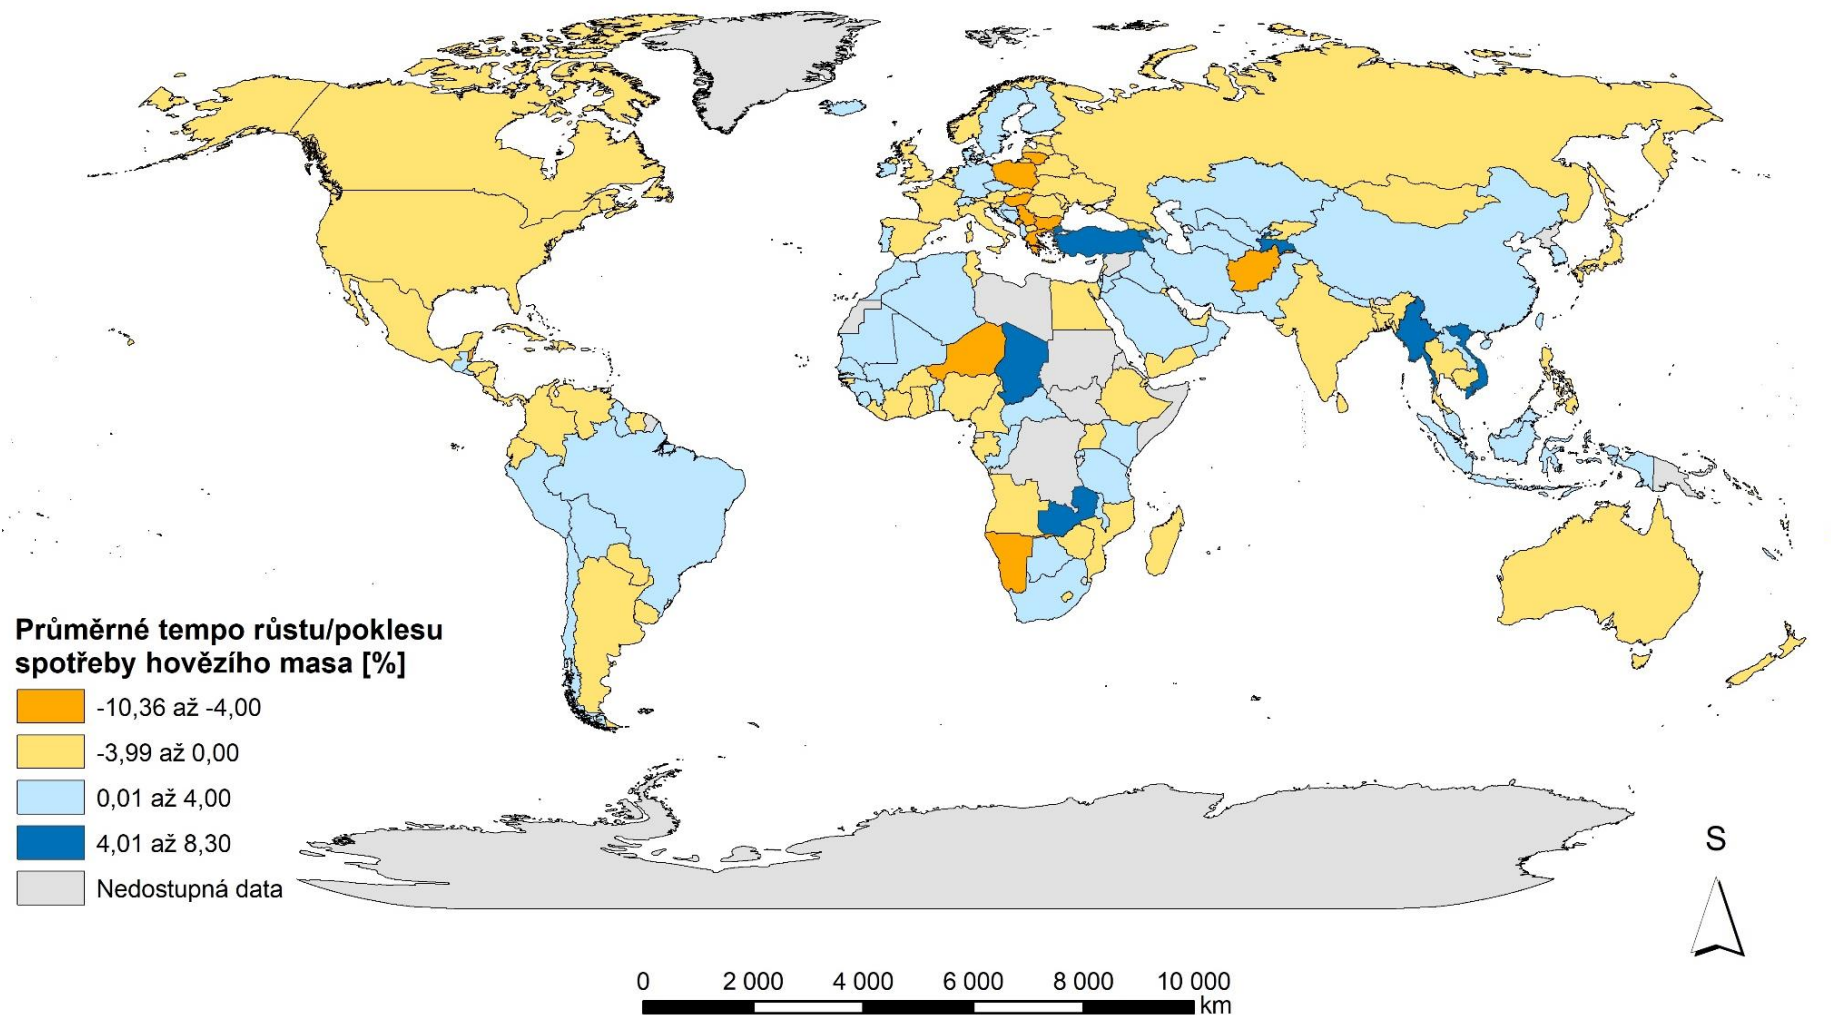 Průměrné tempo růstu/poklesu
spotřeby hovězího masa [%]
-10,36 až -4,00
-3,99 až 0,00
0,01 až 4,00
4,01 až 8,30
Nedostupná data
S
0 2 000 4 000 6 000 8 000 10 000
km